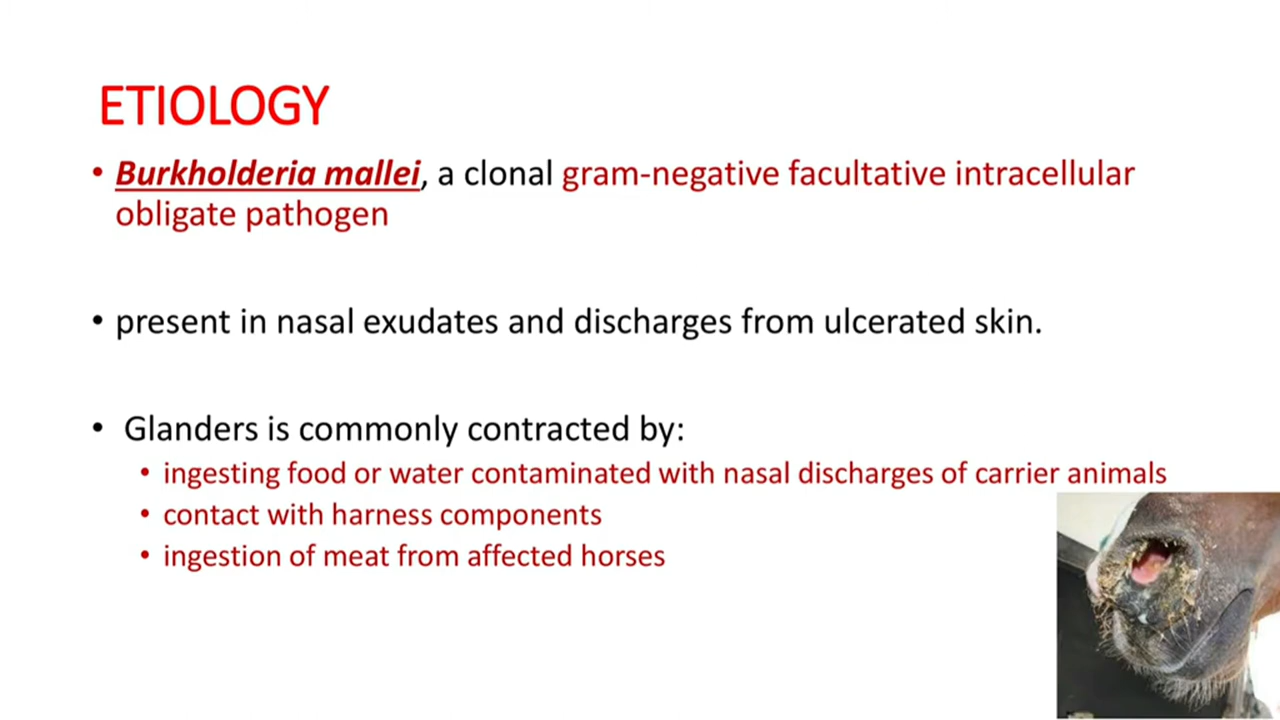 ETIOLOGY
• Burkholderia mallei, a clonal gram-negative facultative intracellular
obligate pathogen
• present in nasal exudates and discharges from ulcerated skin.
• Glanders is commonly contracted by:
• ingesting food or water contaminated with nasal discharges of carrier animals
• contact with harness components
• ingestion of meat from affected horses